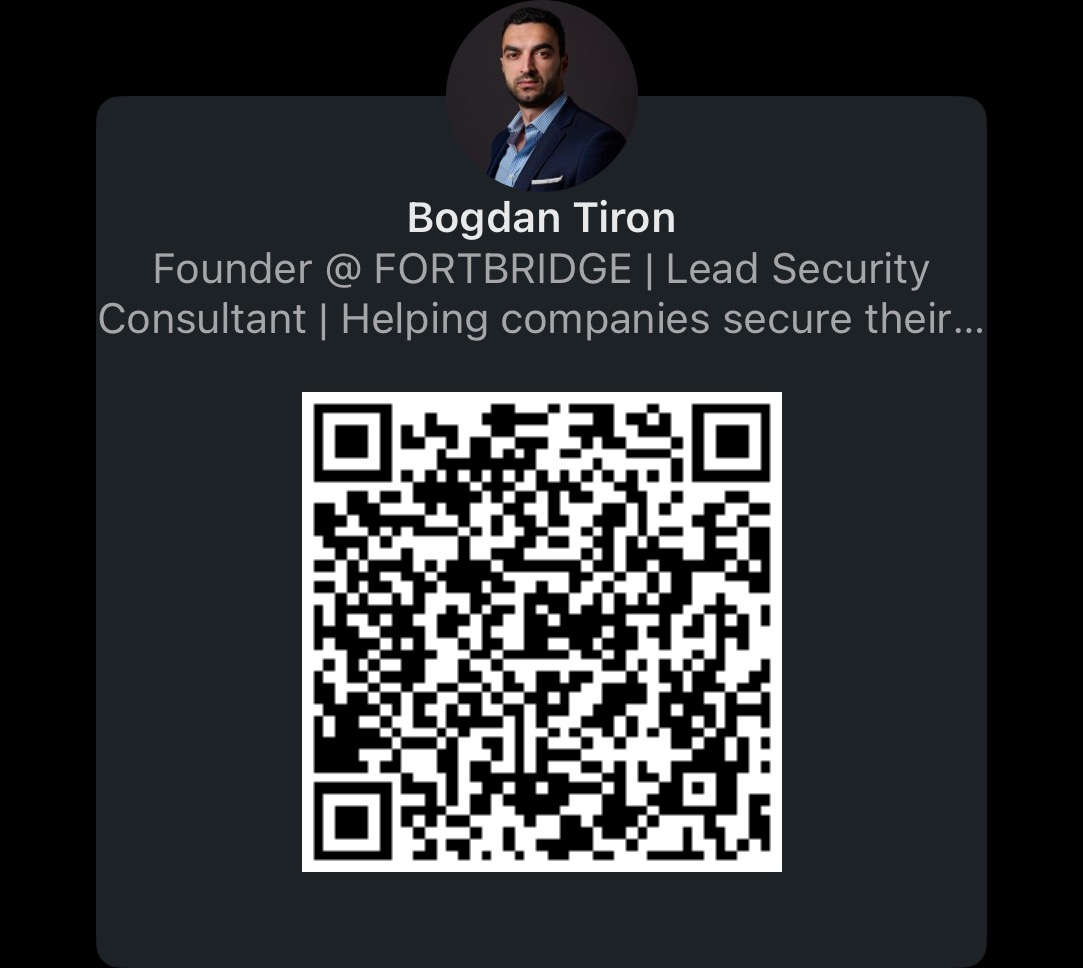 Bogdan Tiron
Founder @ FORTBRIDGE | Lead Security
Consultant | Helping companies secure their...